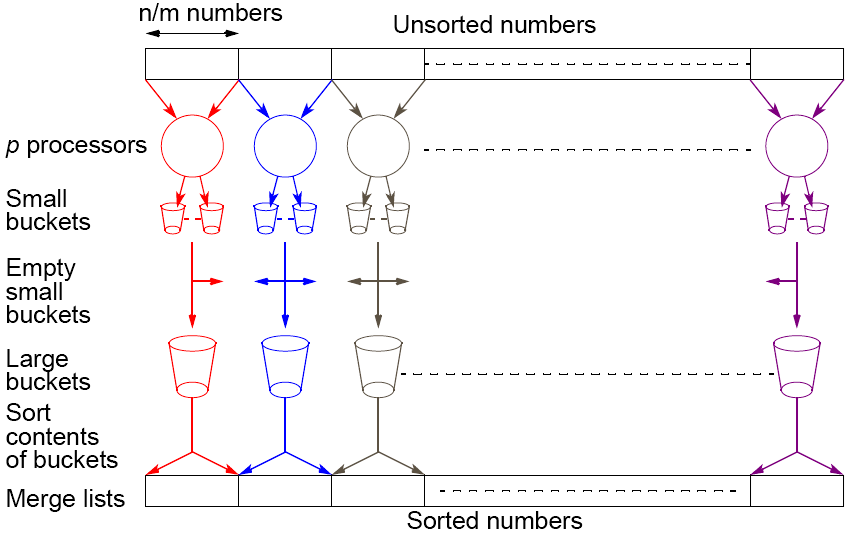 n/m numbers
Unsorted numbers
p processors
Small
buckets
Empty
small
buckets
Large
buckets
Sort
contents
of buckets
Merge lists
Sorted numbers